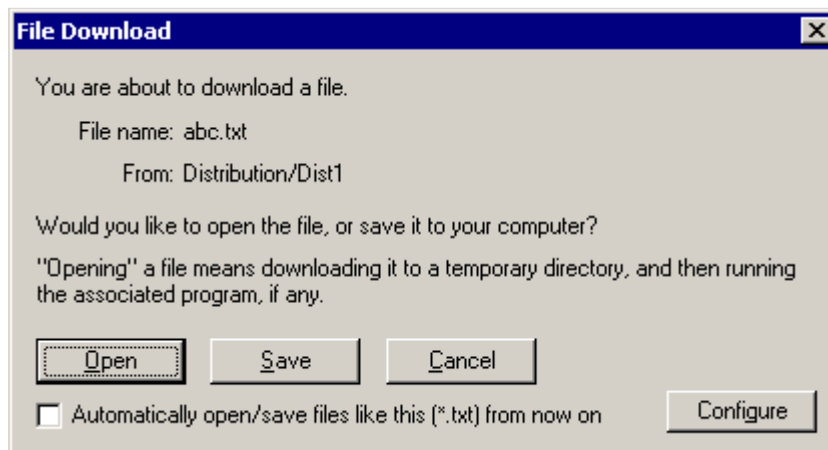 File Download
You are about to download a file.
File name: abc.txt
From: Distribution/Dist1
Would you like to open the file, or save it to your computer?
"Opening" a file means downloading it to a temporary directory, and then running
the associated program, if any.
Open Save Cancel
Automatically open/save files like this (*.txt) from now on Configure